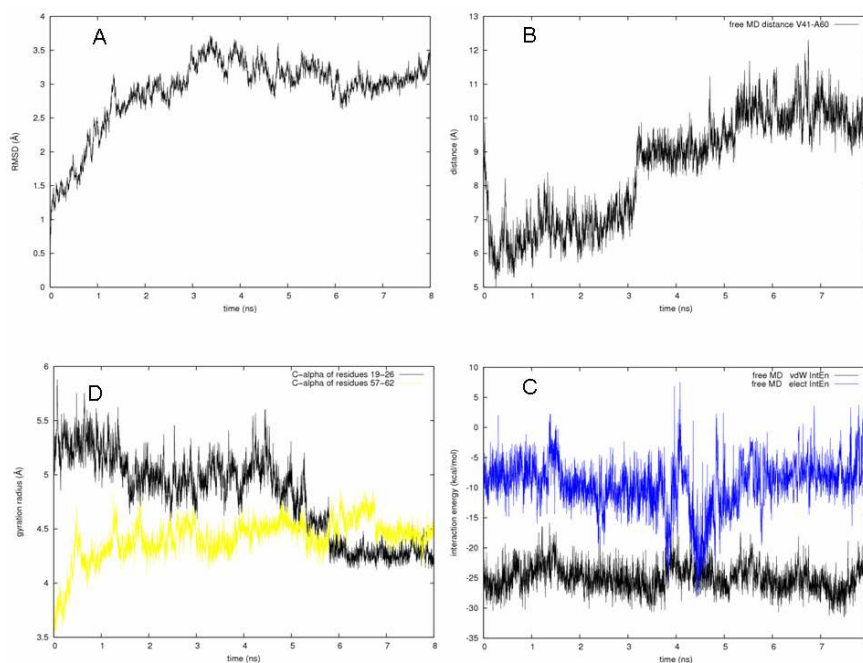 A
RMSD (Å)
4
3.5
3
2.5
2
1.5
1
0.5
0
0 1 2 3 4 5 6 7 8
time (ns)
B
free MD distance V41-A60
distance (A)
13
12
11
10
9
8
7
6
5
0 1 2 3 4 5 6 7
time (ns)
D
C-alpha of residues 19-26
C-alpha of residues 57-62
gyration radius (Å)
6
5.5
5
4.5
4
3.5
0 1 2 3 4 5 6 7 8
time (ns)
C
free MD vdW IntEn
free MD elect IntEn
interaction energy (kcal/mol)
10
5
0
-5
-10
-15
-20
-25
-30
-35
0 1 2 3 4 5 6 7
time (ns)